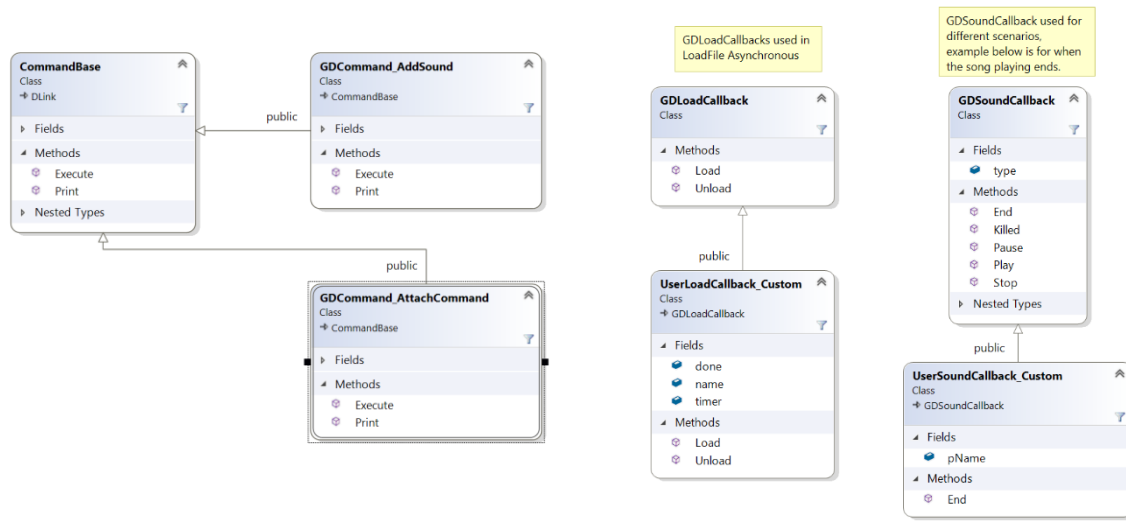 CommandBase
Class
DLink
Fields
Methods
Execute
Print
Nested Types
public
GDCommand_AddSound
Class
CommandBase
Fields
Methods
Execute
Print
public
GDCommand_AttachCommand
Class
CommandBase
Fields
Methods
Execute
Print
GDLoadCallbacks used in
LoadFile Asynchronous
GDLoadCallback
Class
Methods
Load
Unload
public
UserLoadCallback_Custom
Class
GDLoadCallback
Fields
done
name
timer
Methods
Load
Unload
GDSoundCallback used for
different scenarios,
example below is for when
the song playing ends.
GDSoundCallback
Class
Fields
type
Methods
End
Killed
Pause
Play
Stop
Nested Types
public
UserSoundCallback_Custom
Class
GDSoundCallback
Fields
pName
Methods
End